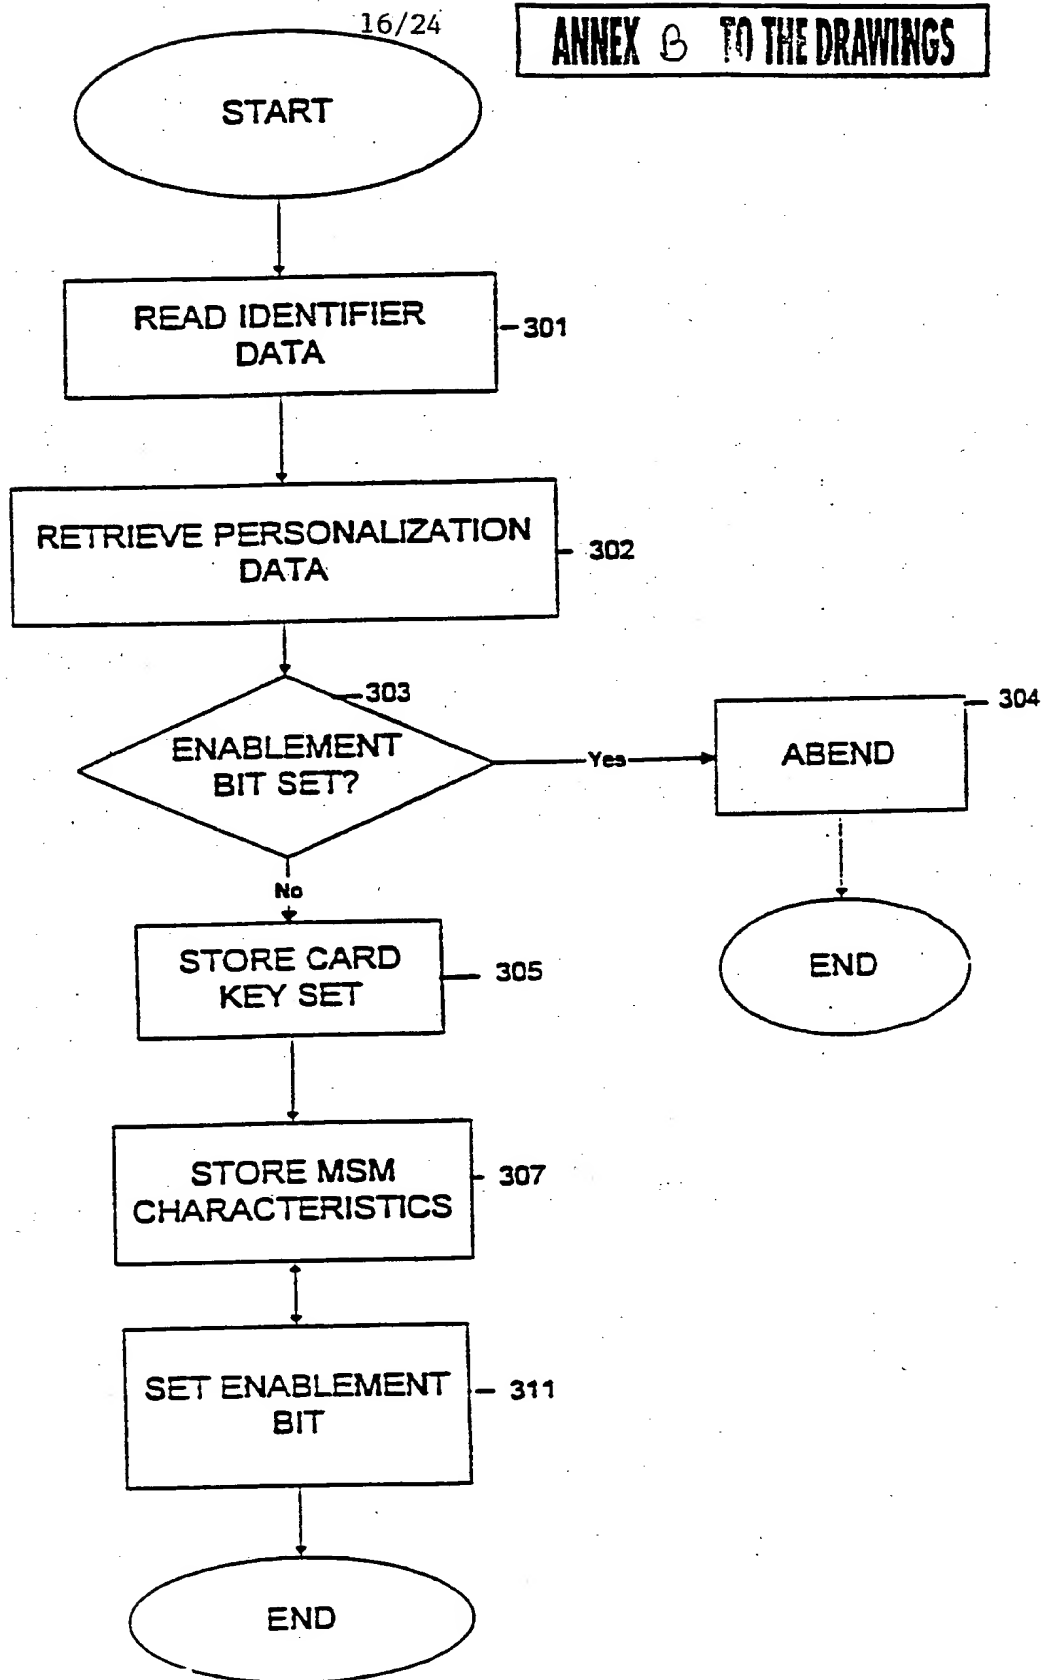 16/24
ANNEX B TO THE DRAWINGS
START
READ IDENTIFIER
DATA
301
RETRIEVE PERSONALIZATION
DATA
302
303
ENABLEMENT
BIT SET?
Yes
304
ABEND
END
No
STORE CARD
KEY SET
305
STORE MSM
CHARACTERISTICS
307
SET ENABLEMENT
BIT
311
END